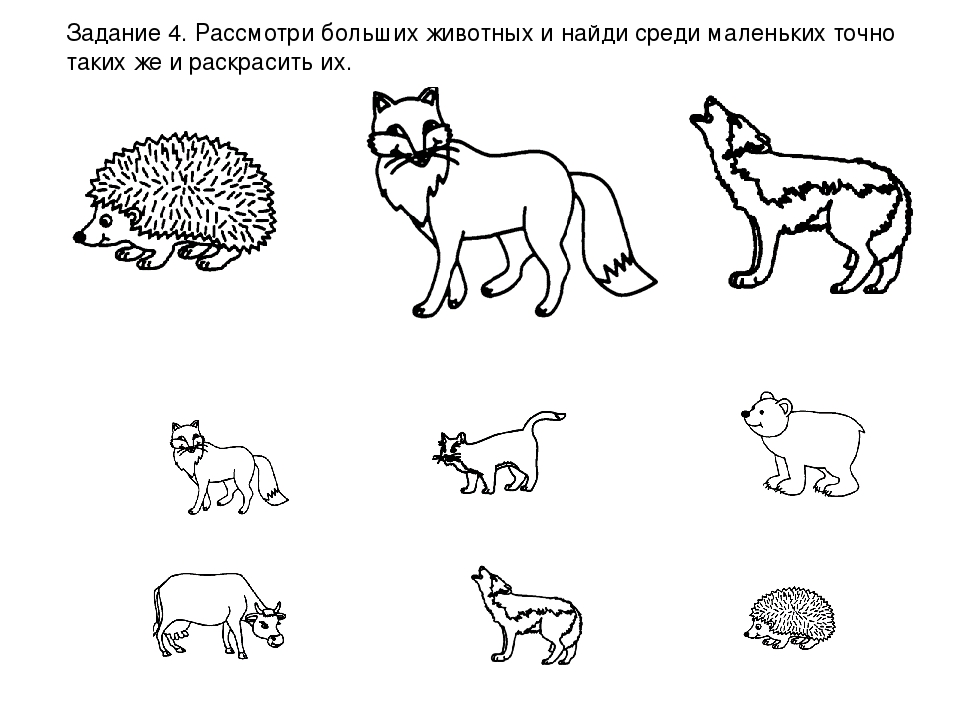 Задание 4. Рассмотри больших животных и найди среди маленьких точно
таких же и раскрасить их.